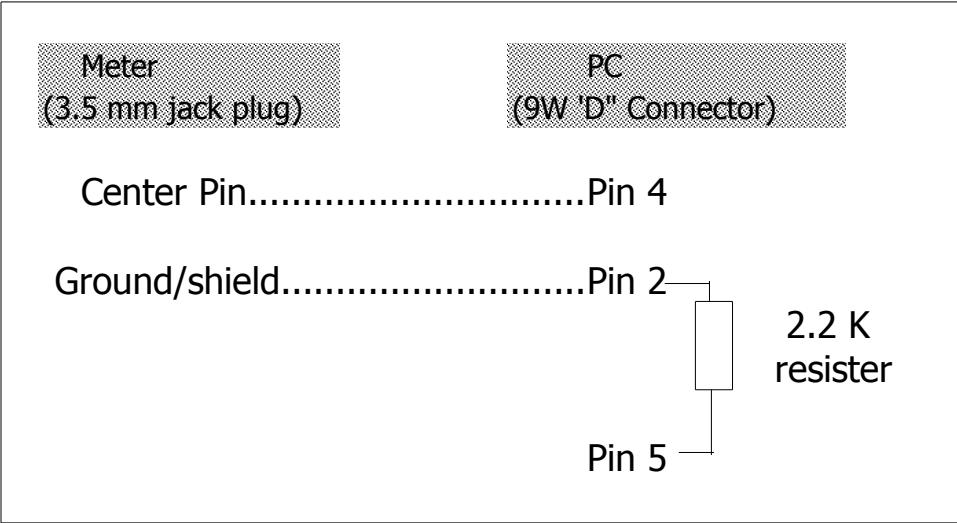 Meter
(3.5 mm jack plug)
PC
(9W 'D" Connector)
Center Pin...............................Pin 4
Ground/shield............................Pin 2
2.2 K
resister
Pin 5